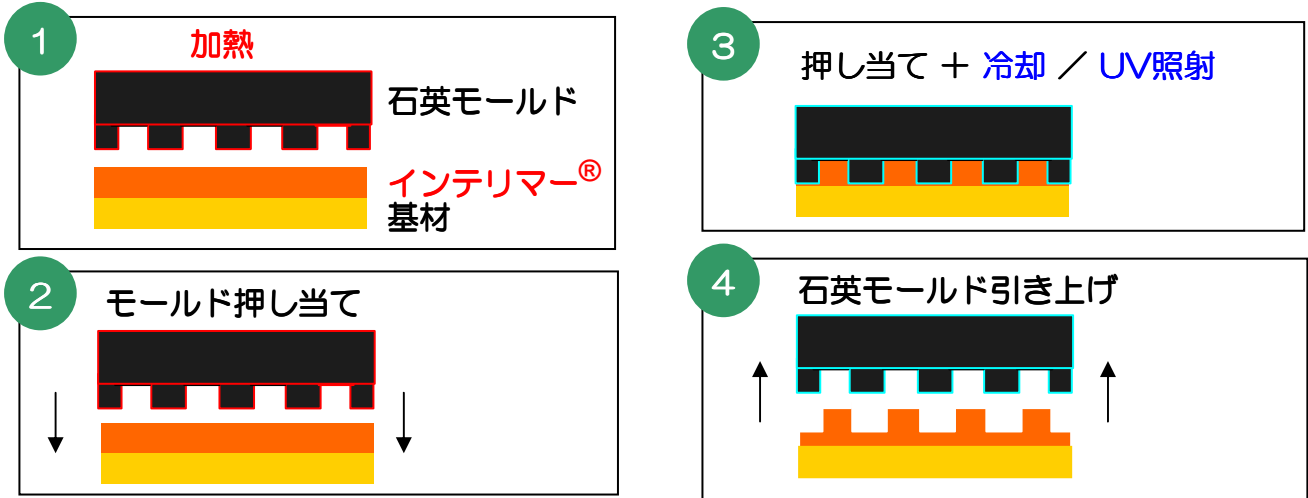 1
加熱
石英モールド
インテリマー®
基材
2
モールド押し当て
3
押し当て + 冷却 / UV照射
4
石英モールド引き上げ